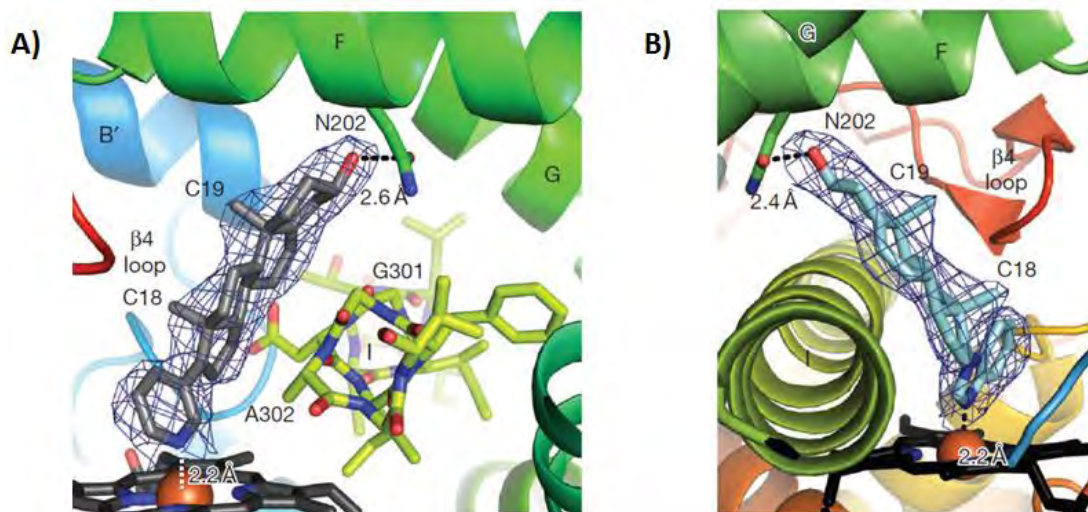 A)
F
N202
B′
C19
2.6 Å
G
β4
loop
G301
C18
I
A302
2.2 Å
B)
G
F
N202
C19
β4
loop
2.4 Å
C18
I
2.2 Å